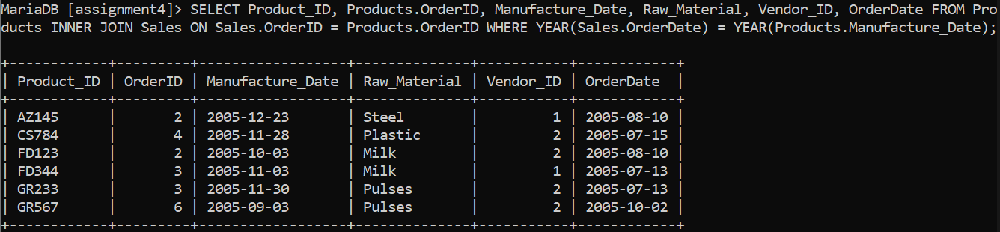 MariaDB [assignment4]> SELECT Product_ID, Products.OrderID, Manufacture_Date, Raw_Material, Vendor_ID, OrderDate FROM Pro
ducts INNER JOIN Sales ON Sales.OrderID = Products.OrderID WHERE YEAR(Sales.OrderDate) = YEAR(Products.Manufacture_Date);
+------------+---------+------------------+--------------+-----------+------------+
| Product_ID | OrderID | Manufacture_Date | Raw_Material | Vendor_ID | OrderDate  |
+------------+---------+------------------+--------------+-----------+------------+
| AZ145      |       2 | 2005-12-23       | Steel        |         1 | 2005-08-10 |
| CS784      |       4 | 2005-11-28       | Plastic      |         2 | 2005-07-15 |
| FD123      |       2 | 2005-10-03       | Milk         |         2 | 2005-08-10 |
| FD344      |       3 | 2005-11-03       | Milk         |         1 | 2005-07-13 |
| GR233      |       3 | 2005-11-30       | Pulses       |         2 | 2005-07-13 |
| GR567      |       6 | 2005-09-03       | Pulses       |         2 | 2005-10-02 |
+------------+---------+------------------+--------------+-----------+------------+